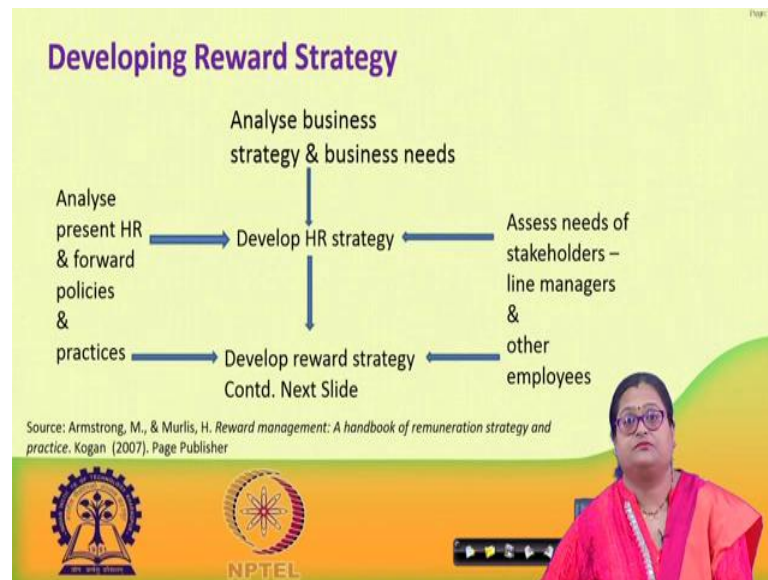 Developing Reward Strategy
Analyse business
strategy & business needs
Analyse
present HR
& forward
policies
&
practices
Develop HR strategy
Assess needs of
stakeholders –
line managers
&
other
employees
Develop reward strategy
Contd. Next Slide
Source: Armstrong, M., & Murlis, H. Reward management: A handbook of remuneration strategy and
practice. Kogan (2007). Page Publisher
NPTEL